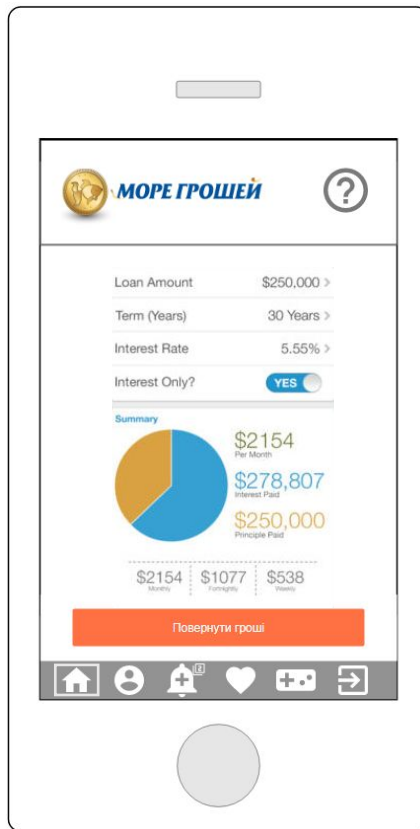 МОРЕ ГРОШЕЙ
?
Loan Amount $250,000 >
Term (Years) 30 Years >
Interest Rate 5.55% >
Interest Only? YES
Summary
$2154
Per Month
$278,807
Interest Paid
$250,000
Principle Paid
$2154 $1077 $538
Monthly Fortnightly Weekly
Повернути гроші
2